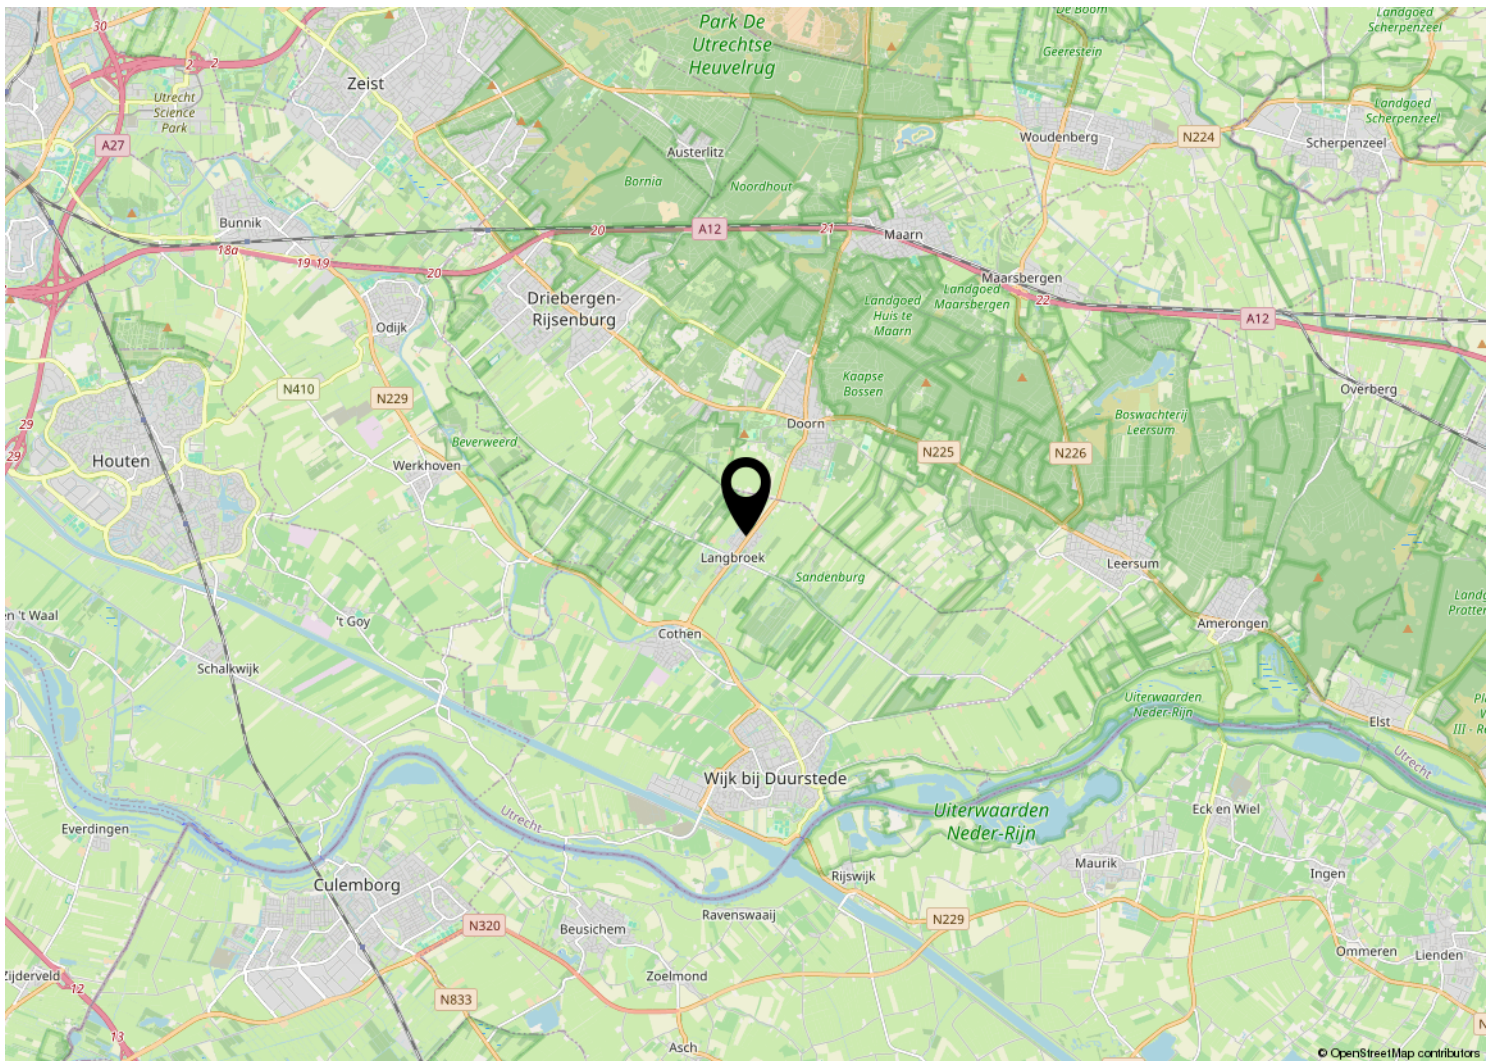 30
Park De
Utrechtse
Heuvelrug
De Boom
Geerestein
Landgoed
Scherpenzeel
2
2
Zeist
Utrecht
Science
Park
A27
Woudenberg
N224
Landgoed
Scherpenzeel
Scherpenzeel
Austerlitz
Bornia
Noordhout
Bunnik
18a
19 19
20
20
A12
21
Maarn
Maarsbergen
22
A12
Driebergen-
Rijsenburg
Odijk
Landgoed
Huis te
Maarn
Landgoed
Maarsbergen
Kaapse
Bossen
Overberg
N410
N229
29
29
Houten
Beverweerd
Werkhoven
Doorn
N225
N226
Boswachterij
Leersum
Langbroek
Sandenburg
Leersum
Amerongen
en 't Waal
't Goy
Cothen
Schalkwijk
Uiterwaarden
Neder-Rijn
Elst
Utrecht
Wijk bij Duurstede
Uiterwaarden
Neder-Rijn
Eck en Wiel
Everdingen
Utrecht
Culemborg
Rijswijk
Maurik
Ingen
Ravenswaaij
N229
N320
Beusichem
Ommeren
Lienden
Zijderveld
12
Zoelmond
N833
13
Asch
© OpenStreetMap contributors